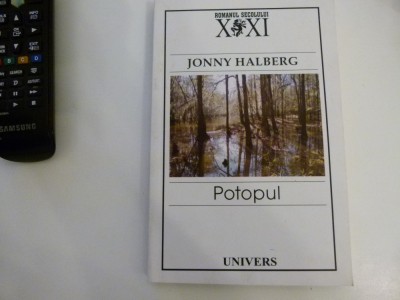 ROMANUL SECOLULUI
XXI
JONNY HALBERG
Potopul
UNIVERS
SAMSUNG